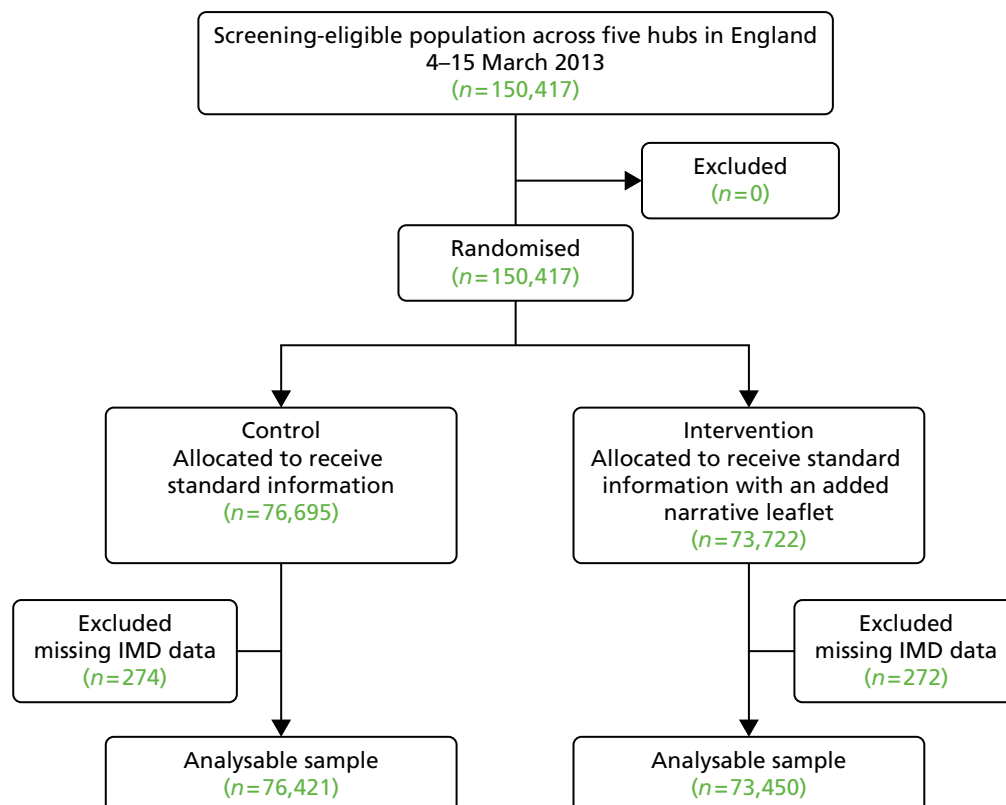 Screening-eligible population across five hubs in England
4–15 March 2013
(n=150,417)
Excluded
(n=0)
Randomised
(n=150,417)
Control
Allocated to receive
standard information
(n=76,695)
Intervention
Allocated to receive standard
information with an added
narrative leaflet
(n=73,722)
Excluded
missing IMD data
(n=274)
Excluded
missing IMD data
(n=272)
Analysable sample
(n=76,421)
Analysable sample
(n=73,450)